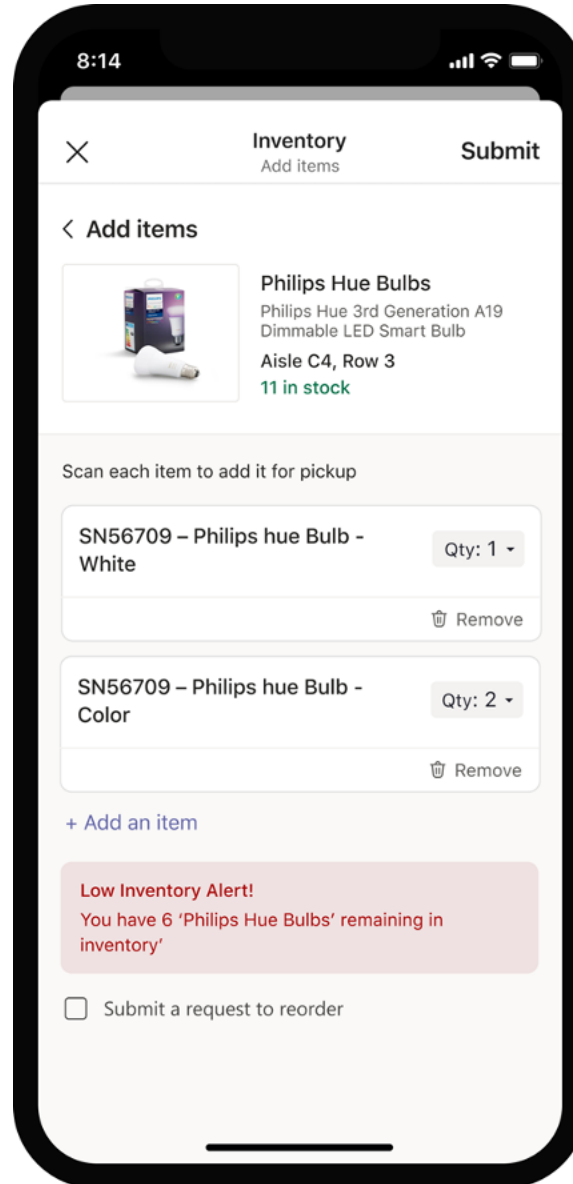 8:14
Inventory
Submit
Add items
Add items
Philips Hue Bulbs
Philips Hue 3rd Generation A19
Dimmable LED Smart Bulb
Aisle C4, Row 3
11 in stock
Scan each item to add it for pickup
SN56709 – Philips hue Bulb -
White
Qty: 1
Remove
SN56709 – Philips hue Bulb -
Color
Qty: 2
Remove
+ Add an item
Low Inventory Alert!
You have 6 ‘Philips Hue Bulbs’ remaining in
inventory’
Submit a request to reorder